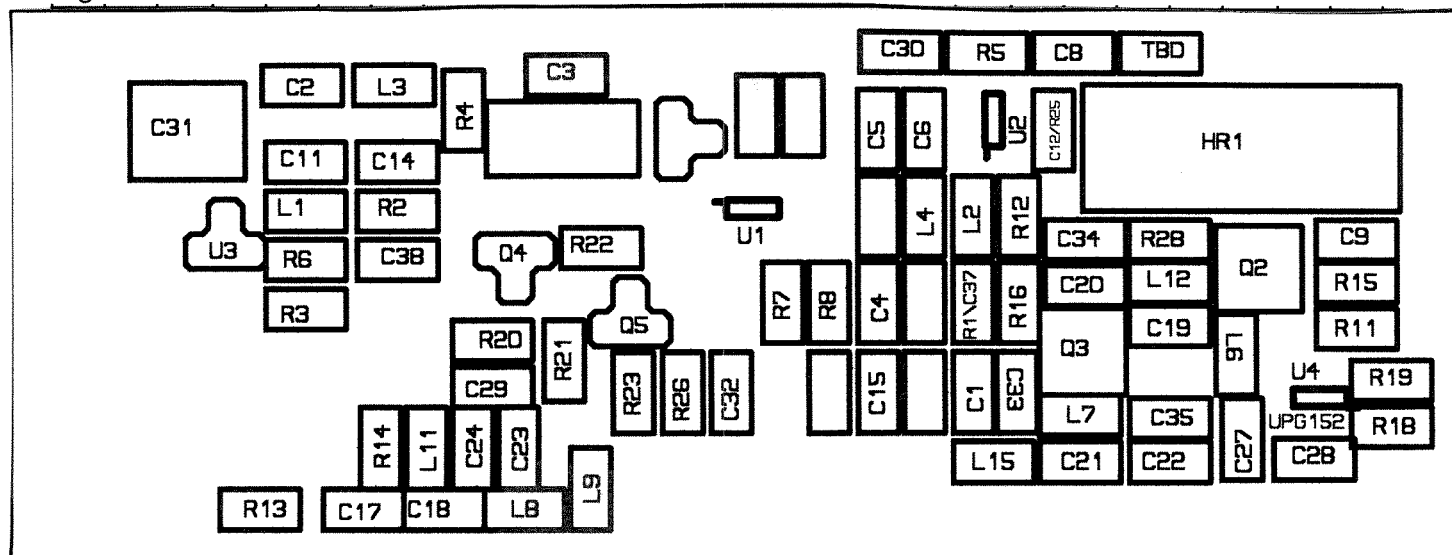 C30 R5 C8 TBD
C2 L3 R4 C3
C31
C5 C6 U2 C12/R25 HR1
C11 C14
L1 R2 U1 L4 L2 R12
U3 R6 C38 Q4 R22 C34 R28 Q2 C9
R3 R7 R8 C4 R1\C37 R16 C20 L12 R15
R20 R21 Q5 Q3 C19 L6 R11
C29 R23 R26 C32 C15 C1 C33 U4 R19
R14 L11 C24 C23 L7 C35 C27 UPG152 R18
L9 L15 C21 C22 C28
R13 C17 C18 L8